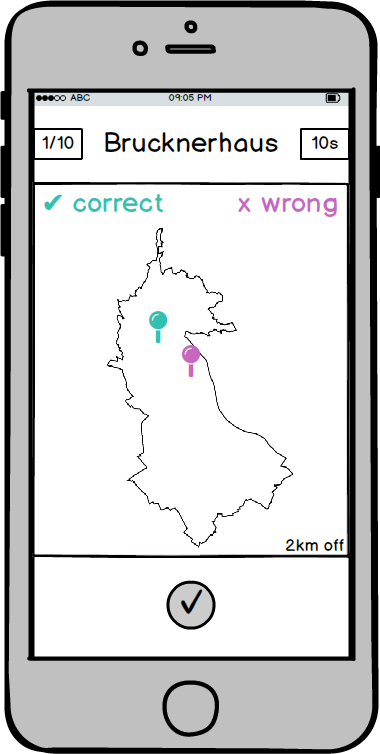 ABC 09:05 PM
1/10 Brucknerhaus 10s
✔ correct x wrong
2km off